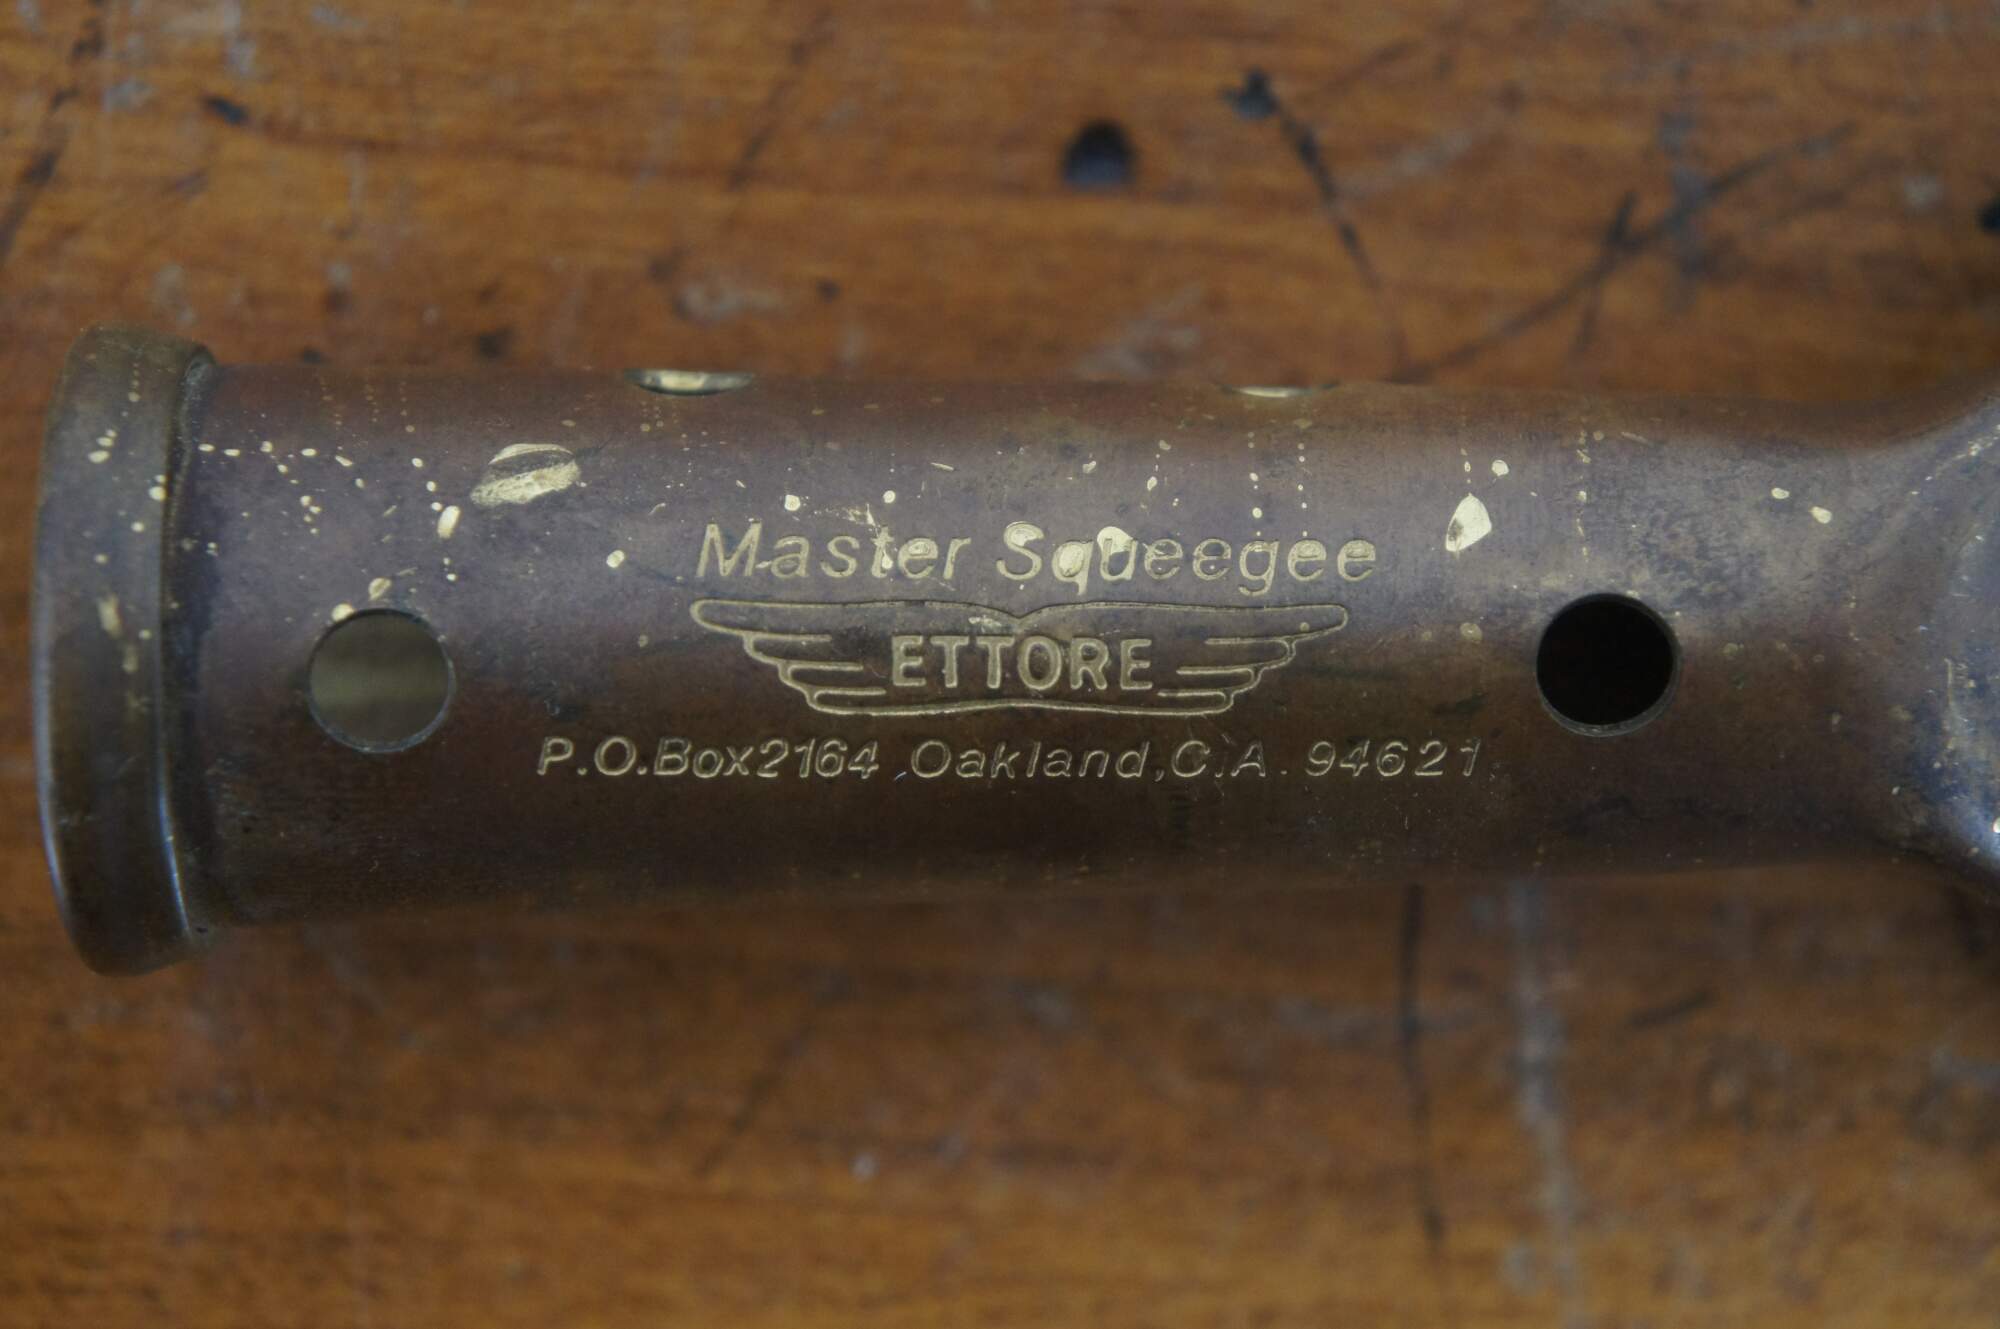 Master Squeegee
ETTORE
P.O.Box2164 Oakland,C.A. 94621